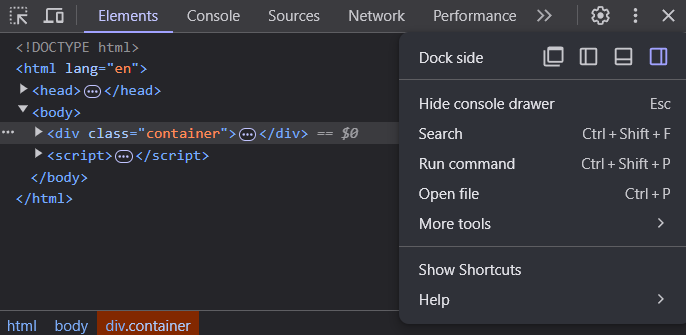 Elements Console Sources Network Performance
<!DOCTYPE html>
<html lang="en">
<head>…</head>
<body>
<div class="container">…</div> == $0
<script>…</script>
</body>
</html>
html body div.container
Dock side
Hide console drawer Esc
Search Ctrl + Shift + F
Run command Ctrl + Shift + P
Open file Ctrl + P
More tools
Show Shortcuts
Help